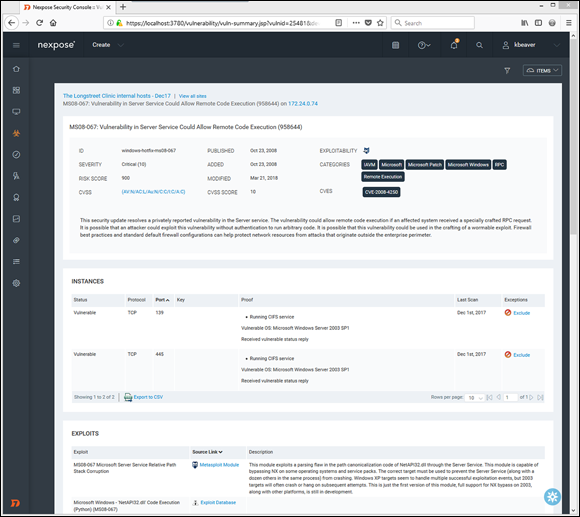 Nexpose Security Console :: Vul
https://localhost:3780/vulnerability/vuln-summary.jsp?vulnid=25481&de
Search
nexpose
Create
kbeaver
ITEMS
The Longstreet Clinic internal hosts - Dec17 | View all sites
MS08-067: Vulnerability in Server Service Could Allow Remote Code Execution (958644) on 172.24.0.74
MS08-067: Vulnerability in Server Service Could Allow Remote Code Execution (958644)
ID windows-hotfix-ms08-067 PUBLISHED Oct 23, 2008 EXPLOITABILITY
SEVERITY Critical (10) ADDED Oct 23, 2008 CATEGORIES IAVM Microsoft Microsoft Patch Microsoft Windows RPC
RISK SCORE 900 MODIFIED Mar 21, 2018 Remote Execution
CVSS (AV:N/AC:L/Au:N/C:C/I:C/A:C) CVSS SCORE 10 CVES CVE-2008-4250
This security update resolves a privately reported vulnerability in the Server service. The vulnerability could allow remote code execution if an affected system received a specially crafted RPC request.
It is possible that an attacker could exploit this vulnerability without authentication to run arbitrary code. It is possible that this vulnerability could be used in the crafting of a wormable exploit. Firewall
best practices and standard default firewall configurations can help protect network resources from attacks that originate outside the enterprise perimeter.
INSTANCES
Status Protocol Port Key Proof Last Scan Exceptions
Vulnerable TCP 139 • Running CIFS service Dec 1st, 2017 Exclude
Vulnerable OS: Microsoft Windows Server 2003 SP1
Received vulnerable status reply
Vulnerable TCP 445 • Running CIFS service Dec 1st, 2017 Exclude
Vulnerable OS: Microsoft Windows Server 2003 SP1
Received vulnerable status reply
Showing 1 to 2 of 2 | Export to CSV Rows per page: 10 1 of 1
EXPLOITS
Exploit Source Link Description
MS08-067 Microsoft Server Service Relative Path Metasploit Module This module exploits a parsing flaw in the path canonicalization code of NetAPI32.dll through the Server Service. This module is capable of
Stack Corruption bypassing NX on some operating systems and service packs. The correct target must be used to prevent the Server Service (along with a
dozen others in the same process) from crashing. Windows XP targets seem to handle multiple successful exploitation events, but 2003
targets will often crash or hang on subsequent attempts. This is just the first version of this module, full support for NX bypass on 2003,
along with other platforms, is still in development.
Microsoft Windows - NetAPI32.dll' Code Execution Exploit Database
(Python) (MS08-067)